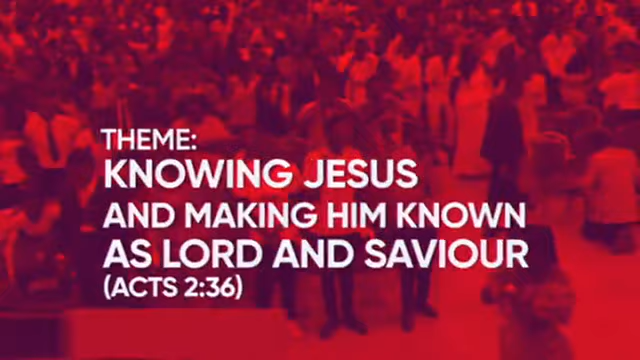 THEME:
KNOWING JESUS
AND MAKING HIM KNOWN
AS LORD AND SAVIOUR
(ACTS 2:36)